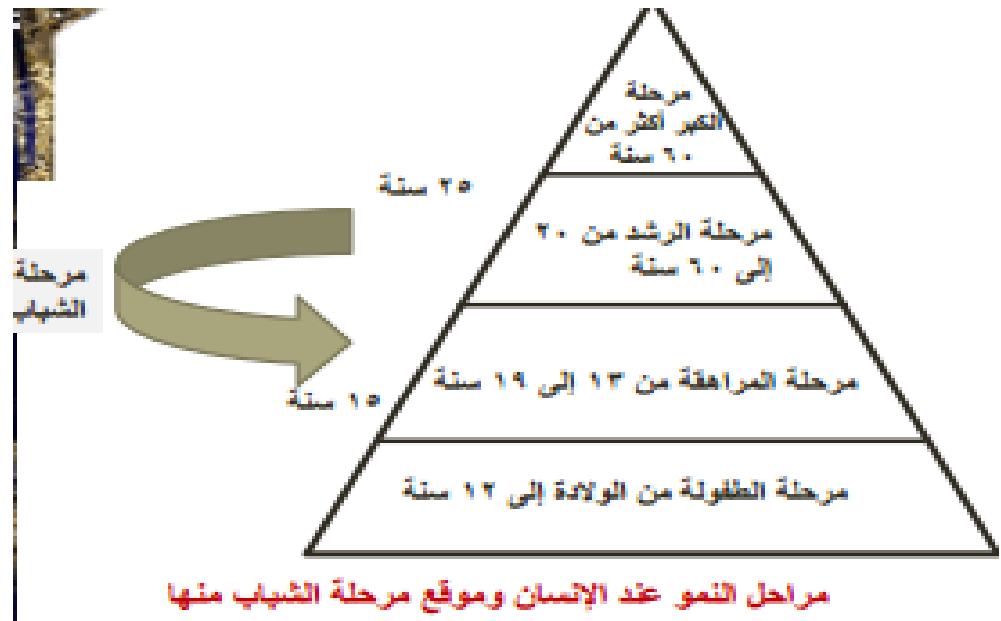 مرحلة
الكبر أكثر من
٦٠ سنة
٢٥ سنة
مرحلة الرشد من ٢٠
إلى ٦٠ سنة
مرحلة
الشباب
مرحلة المراهقة من ١٣ إلى ١٩ سنة
١٥ سنة
مرحلة الطفولة من الولادة إلى ١٢ سنة
مراحل النمو عند الإنسان وموقع مرحلة الشباب منها